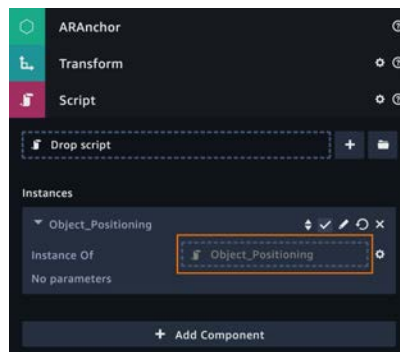 ARAnchor
Transform
Script
Drop script
Instances
Object_Positioning
Instance Of Object_Positioning
No parameters
+ Add Component